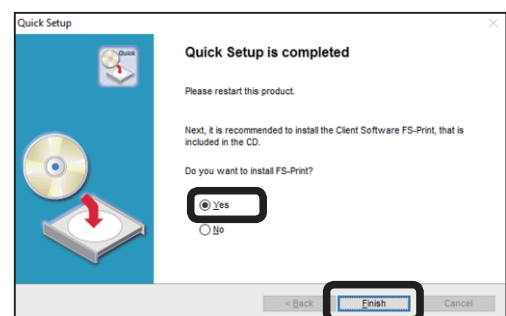 Quick Setup
Quick
Quick Setup is completed
Please restart this product.
Next, it is recommended to install the Client Software FS-Print, that is
included in the CD.
Do you want to install FS-Print?
Yes
No
< Back
Finish
Cancel